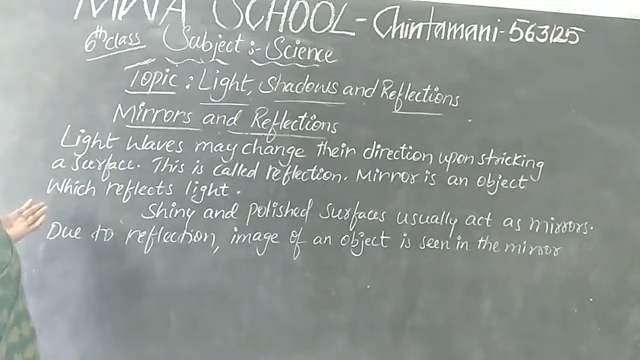 MWA SCHOOL - Chintamani - 563125
6th class Subject:- Science
Topic: Light, Shadows and Reflections
Mirrors and Reflections
Light Waves may change their direction upon stricking
a surface. This is called reflection. Mirror is an object
Which reflects light.
Shiny and polished surfaces usually act as mirrors.
Due to reflection, image of an object is seen in the mirror